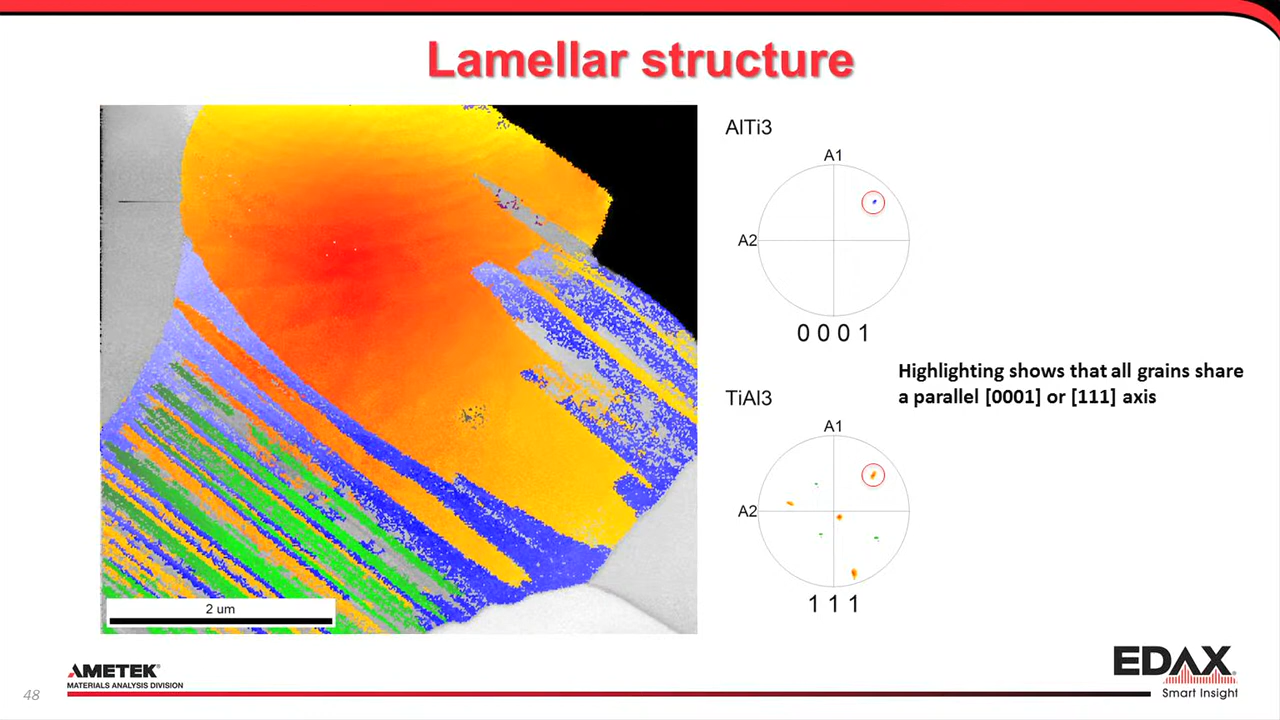 Lamellar structure
AlTi3
A1
A2
0 0 0 1
Highlighting shows that all grains share
a parallel [0001] or [111] axis
TiAl3
A1
A2
1 1 1
2 um
48
AMETEK®
MATERIALS ANALYSIS DIVISION
EDAX®
Smart Insight